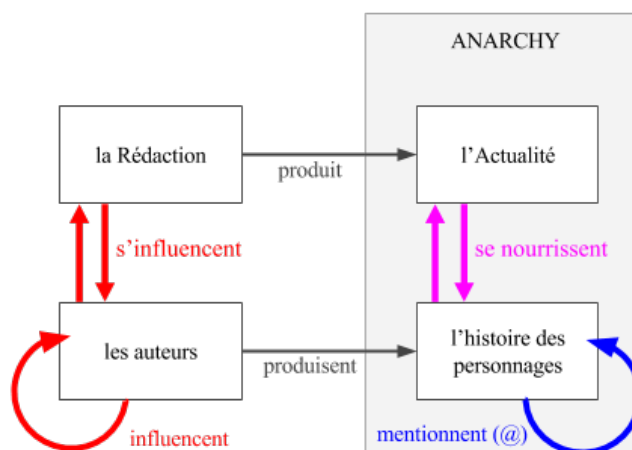 ANARCHY
la Rédaction
produit
l’Actualité
s’influencent
se nourrissent
les auteurs
produisent
l’histoire des
personnages
influencent
mentionnent (@)